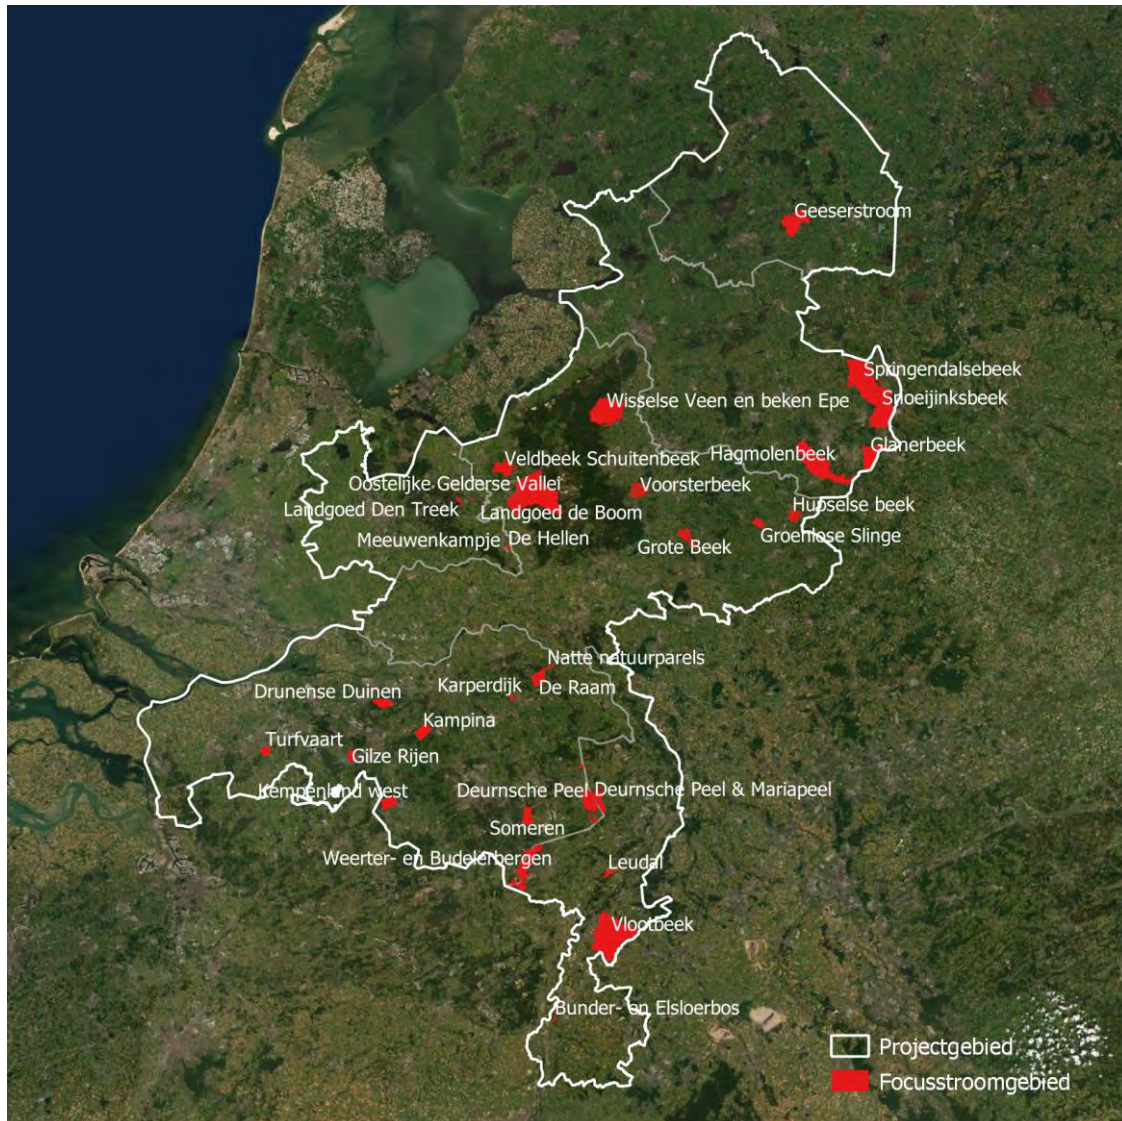 Geeserstroom
Springendalsebeek
Snoeijinksbeek
Wisselse Veen en beken Epe
Glanerbeek
Hagmolenbeek
Veldbeek Schuitenbeek
Oostelijke Gelderse Vallei
Voorsterbeek
Landgoed Den Treek
Landgoed de Boom
Hupselse beek
Groenlose Slinge
Meeuwenkampje
De Hellen
Grote Beek
Natte natuurparels
Karperdijk
De Raam
Drunense Duinen
Kampina
Turfvaart
Gilze Rijen
Kempenland west
Deurnsche Peel
Deurnsche Peel & Mariapeel
Someren
Weerter- en Budelerbergen
Leudal
Vlootbeek
Bunder- en Elsloerbos
Projectgebied
Focusstroomgebied